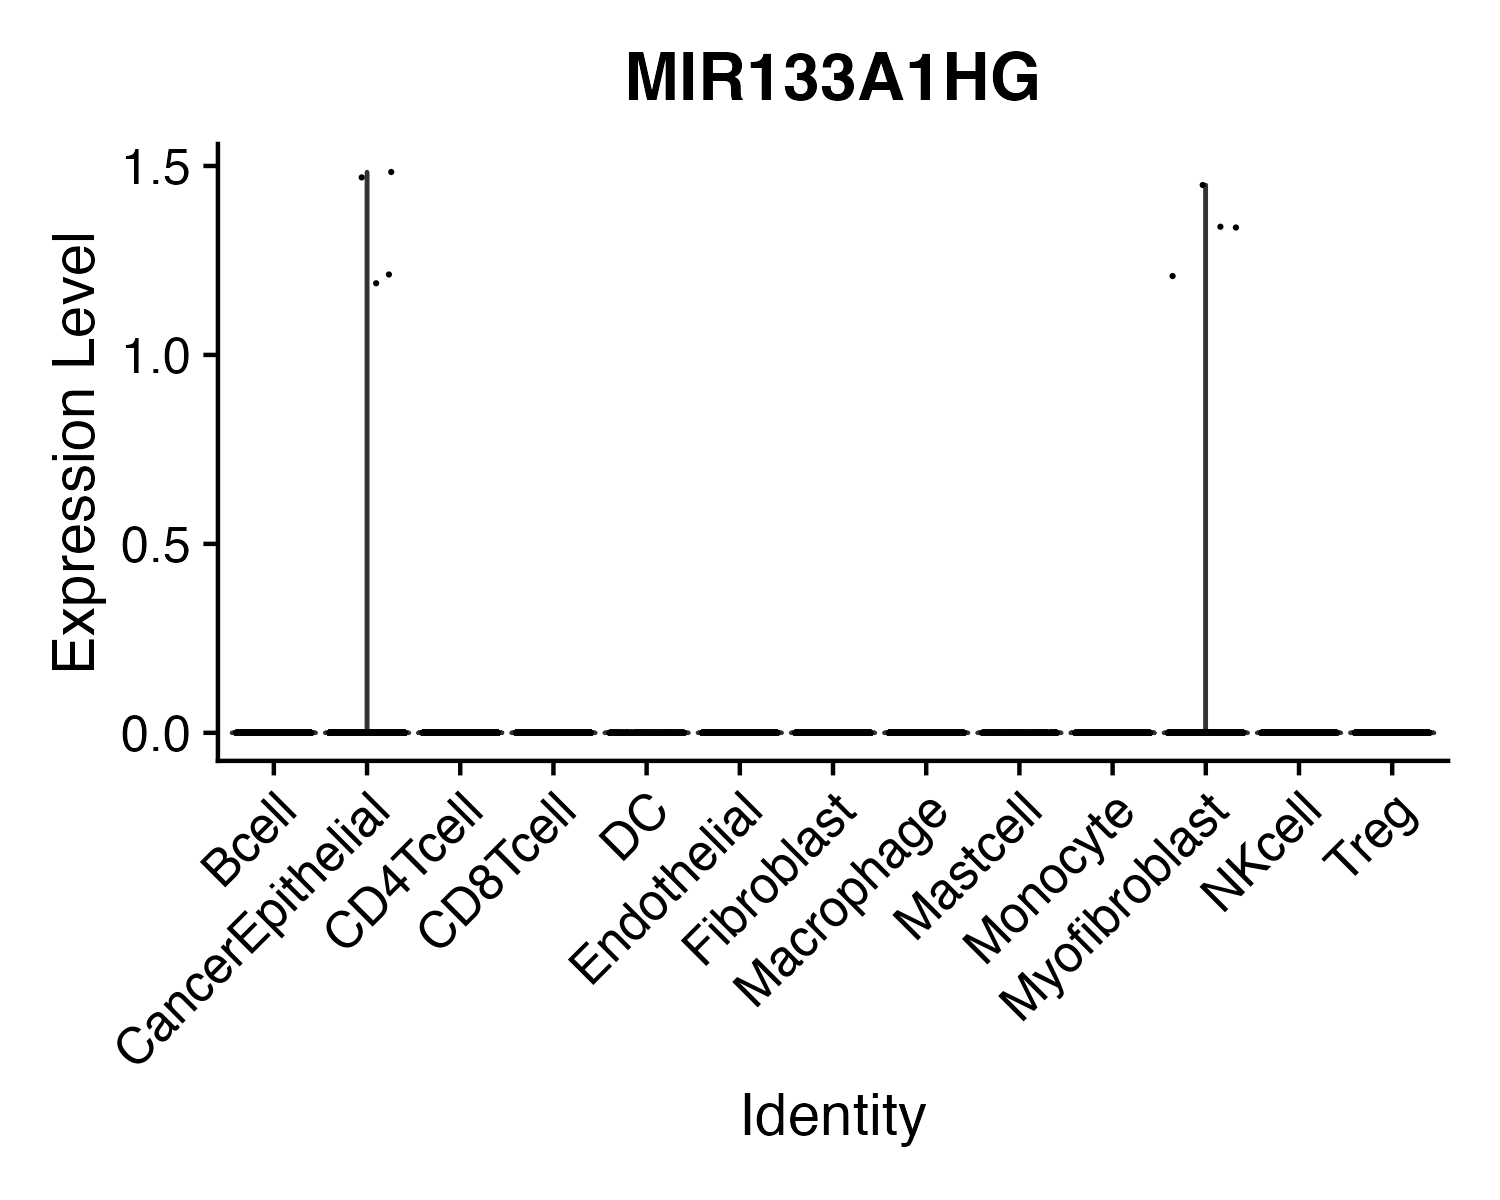 MIR133A1HG
Expression Level
1.5
1.0
0.5
0.0
Bcell
CancerEpithelial
CD4Tcell
CD8Tcell
DC
Endothelial
Fibroblast
Macrophage
Mastcell
Monocyte
Myofibroblast
NKcell
Treg
Identity